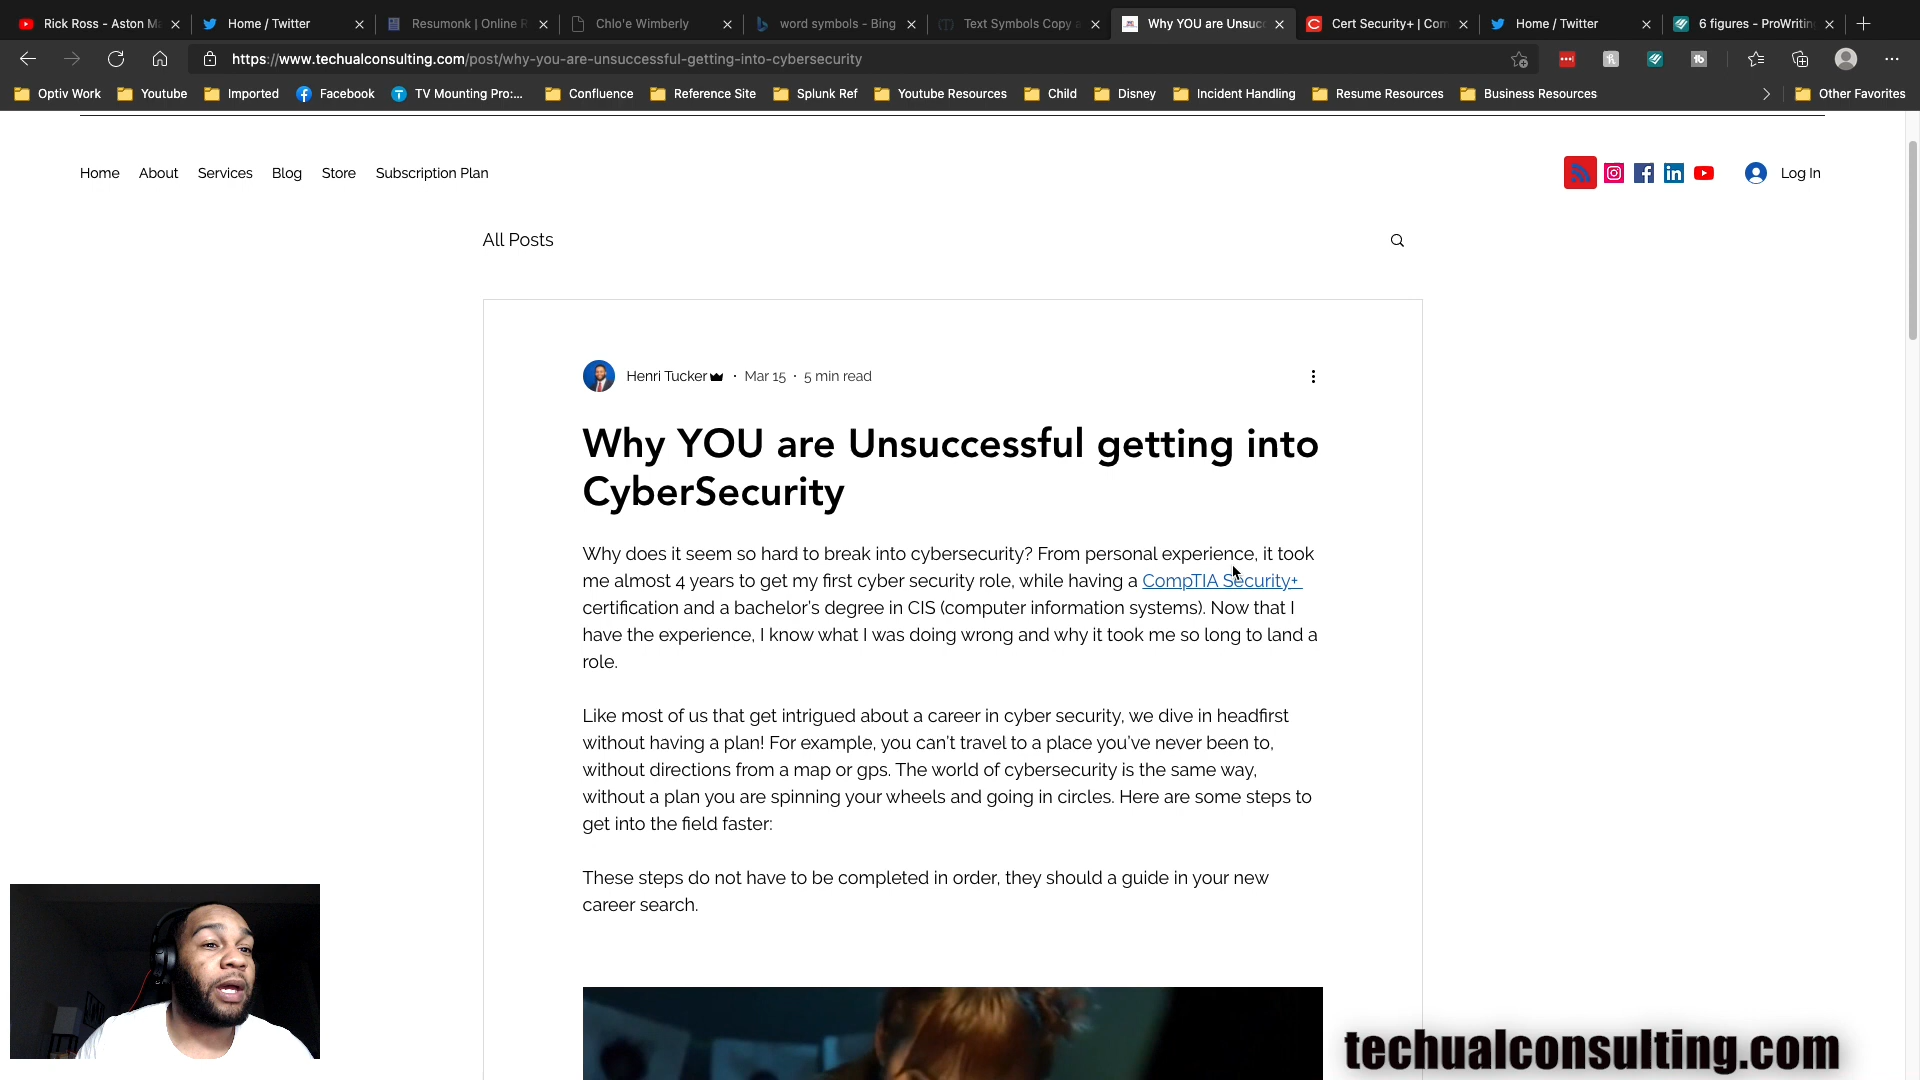 Rick Ross - Aston M
Home / Twitter
Resumonk | Online R
Chlo'e Wimberly
word symbols - Bing
Text Symbols Copy a
Why YOU are Unsucc
Cert Security+ | Com
Home / Twitter
6 figures - ProWriting
https://www.techualconsulting.com/post/why-you-are-unsuccessful-getting-into-cybersecurity
Optiv Work
Youtube
Imported
Facebook
TV Mounting Pro:...
Confluence
Reference Site
Splunk Ref
Youtube Resources
Child
Disney
Incident Handling
Resume Resources
Business Resources
Other Favorites
Home About Services Blog Store Subscription Plan
Log In
All Posts
Henri Tucker · Mar 15 · 5 min read
Why YOU are Unsuccessful getting into
CyberSecurity
Why does it seem so hard to break into cybersecurity? From personal experience, it took
me almost 4 years to get my first cyber security role, while having a CompTIA Security+
certification and a bachelor's degree in CIS (computer information systems). Now that I
have the experience, I know what I was doing wrong and why it took me so long to land a
role.
Like most of us that get intrigued about a career in cyber security, we dive in headfirst
without having a plan! For example, you can't travel to a place you've never been to,
without directions from a map or gps. The world of cybersecurity is the same way,
without a plan you are spinning your wheels and going in circles. Here are some steps to
get into the field faster:
These steps do not have to be completed in order, they should a guide in your new
career search.
techualconsulting.com